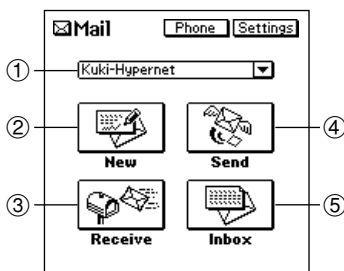 Mail Phone Settings
① Kuki-Hypernet
② ④
New Send
③ ⑤
Receive Inbox